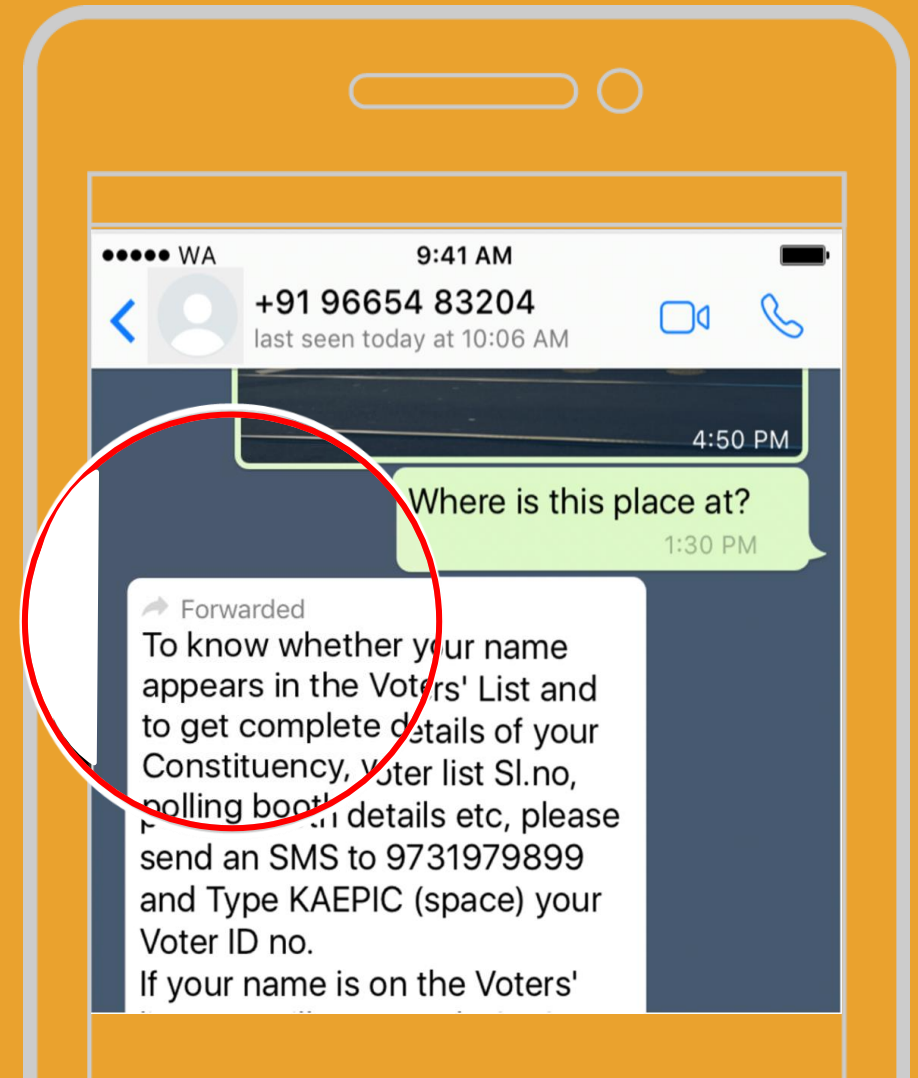 WA 9:41 AM
+91 96654 83204
last seen today at 10:06 AM
4:50 PM
Where is this place at?
1:30 PM
Forwarded
To know whether your name
appears in the Voters' List and
to get complete details of your
Constituency, voter list Sl.no,
polling booth details etc, please
send an SMS to 9731979899
and Type KAEPIC (space) your
Voter ID no.
If your name is on the Voters'